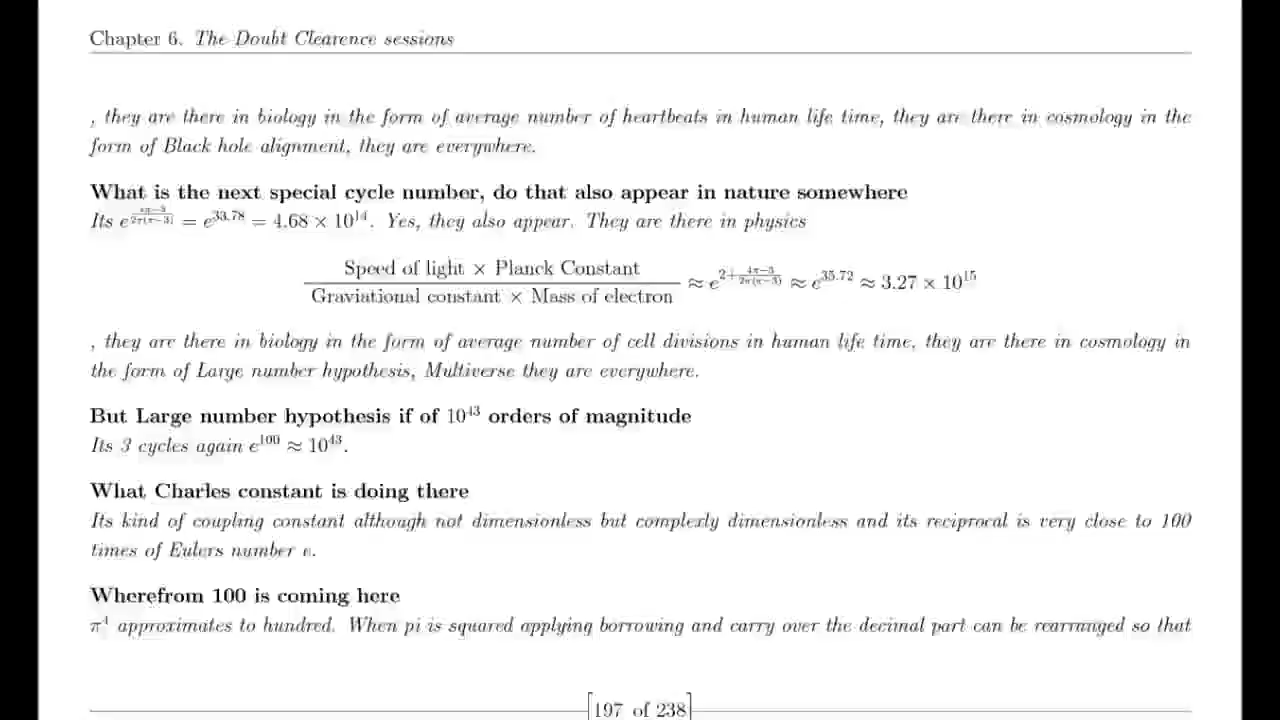 Chapter 6. The Doubt Clearence sessions
, they are there in biology in the form of average number of heartbeats in human life time, they are there in cosmology in the
form of Black hole alignment, they are everywhere.
What is the next special cycle number, do that also appear in nature somewhere
Its e = e^33.78 = 4.68 × 10^14. Yes, they also appear. They are there in physics
Speed of light × Planck Constant
Graviational constant × Mass of electron ≈ e ≈ e^35.72 ≈ 3.27 × 10^15
, they are there in biology in the form of average number of cell divisions in human life time, they are there in cosmology in
the form of Large number hypothesis, Multiverse they are everywhere.
But Large number hypothesis if of 10^43 orders of magnitude
Its 3 cycles again e^100 ≈ 10^43.
What Charles constant is doing there
Its kind of coupling constant although not dimensionless but complexly dimensionless and its reciprocal is very close to 100
times of Eulers number e.
Wherefrom 100 is coming here
π^4 approximates to hundred. When pi is squared applying borrowing and carry over the decimal part can be rearranged so that
[197 of 238]